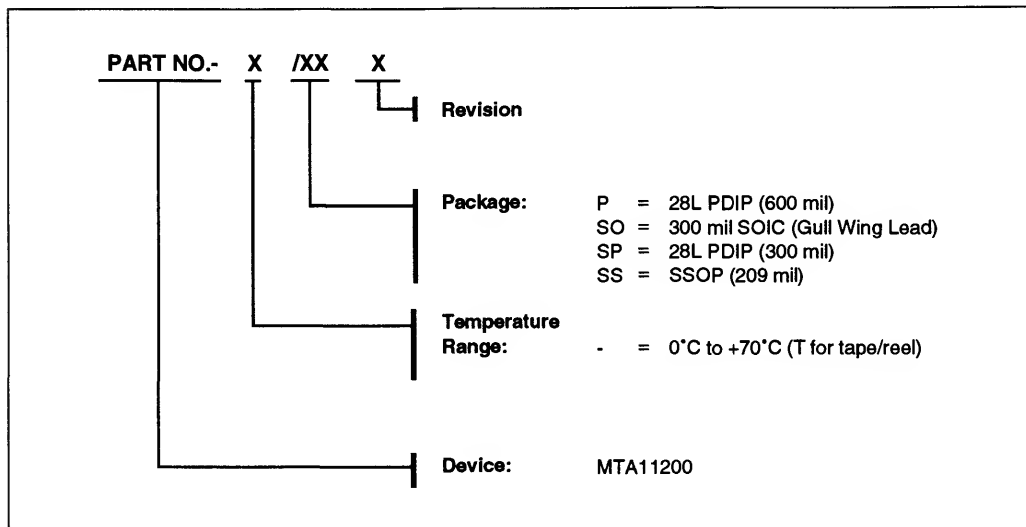 PART NO.- X /XX X
Revision
Package: P = 28L PDIP (600 mil)
SO = 300 mil SOIC (Gull Wing Lead)
SP = 28L PDIP (300 mil)
SS = SSOP (209 mil)
Temperature
Range: - = 0°C to +70°C (T for tape/reel)
Device: MTA11200